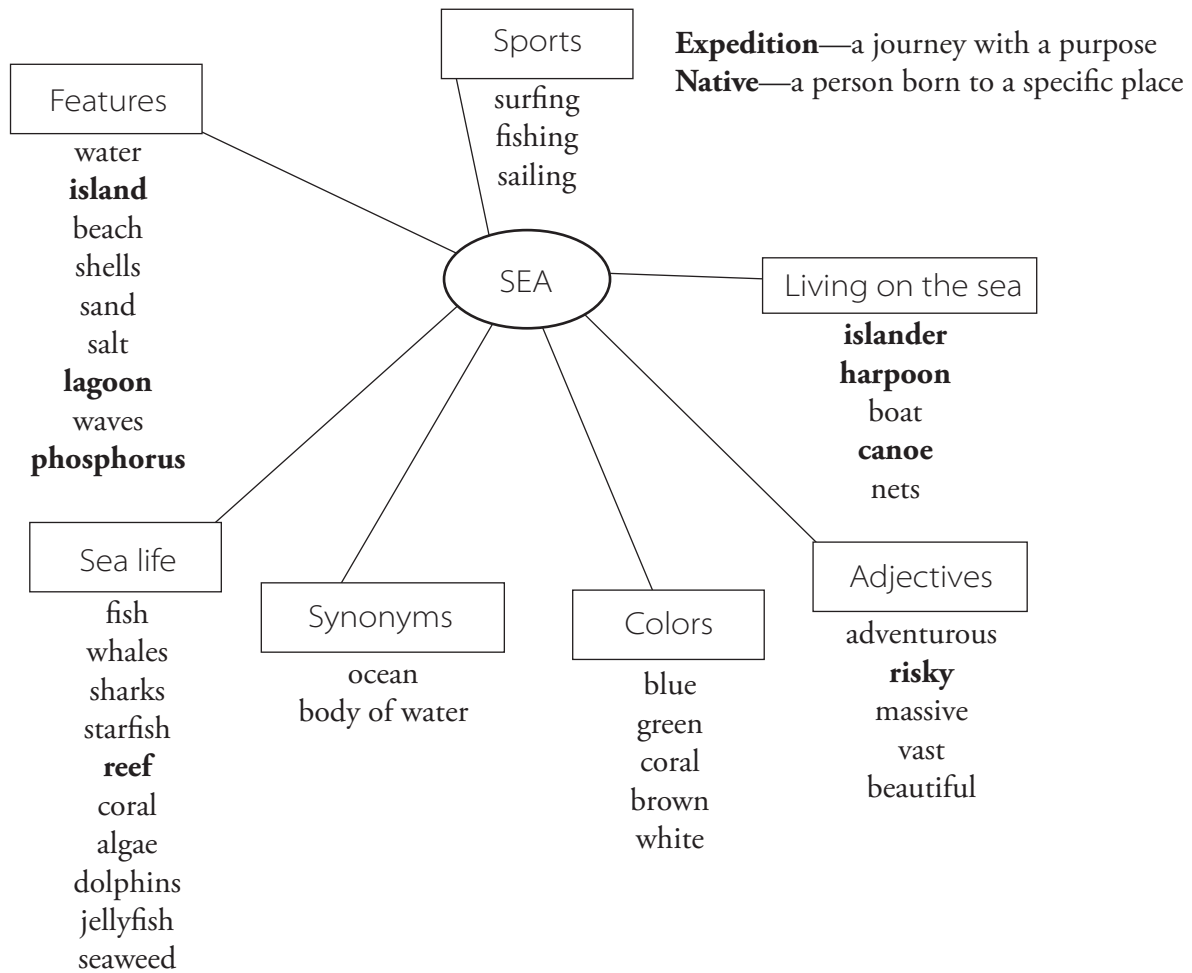 Sports
surfing
fishing
sailing
Expedition—a journey with a purpose
Native—a person born to a specific place
Features
water
island
beach
shells
sand
salt
lagoon
waves
phosphorus
SEA
Living on the sea
islander
harpoon
boat
canoe
nets
Sea life
fish
whales
sharks
starfish
reef
coral
algae
dolphins
jellyfish
seaweed
Synonyms
ocean
body of water
Colors
blue
green
coral
brown
white
Adjectives
adventurous
risky
massive
vast
beautiful